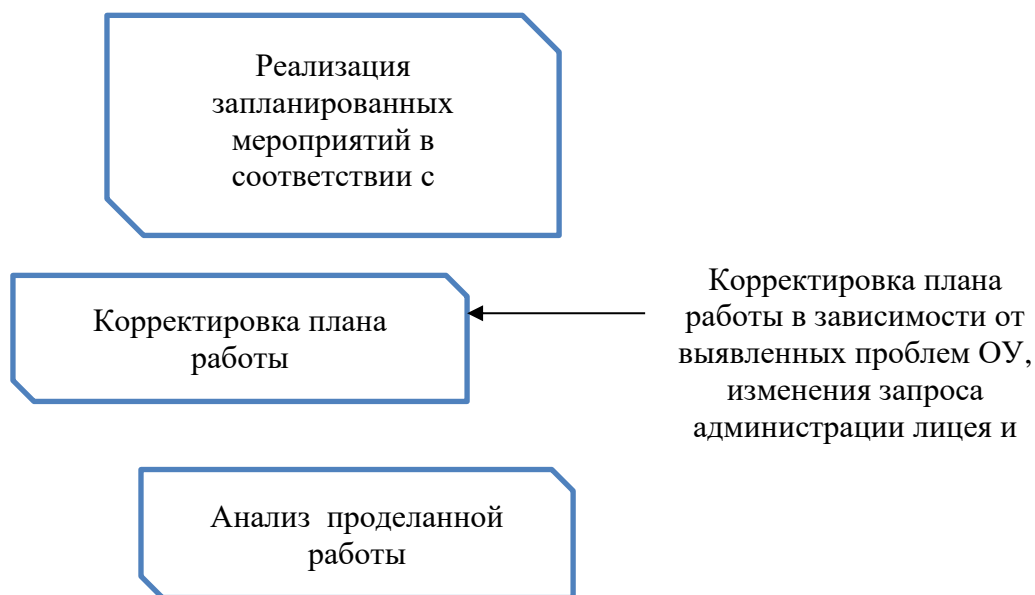 Реализация
запланированных
мероприятий в
соответствии с
Корректировка плана
работы
Корректировка плана
работы в зависимости от
выявленных проблем ОУ,
изменения запроса
администрации лицея и
Анализ проделанной
работы